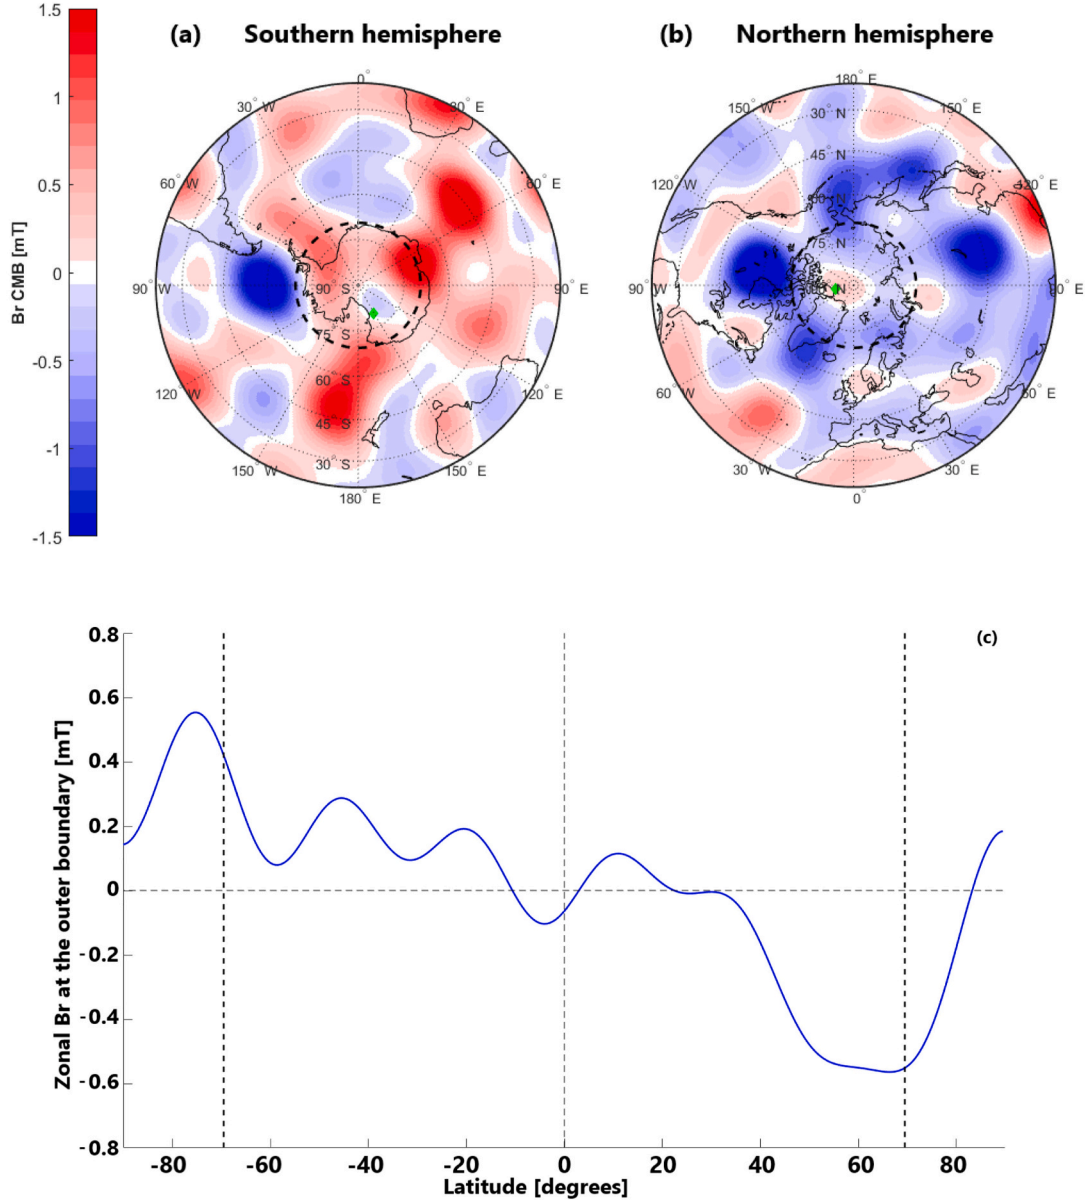 (a) Southern hemisphere
(b) Northern hemisphere
Br CMB [mT]
1.5
1
0.5
0
-0.5
-1
-1.5
0°
30° W
30° E
60° W
60° E
90° W
90° S
90° E
75° S
60° S
120° W
120° E
45° S
30° S
150° W
150° E
180° E
180° E
150° W
30° N
150° E
45° N
120° W
120° E
60° N
75° N
90° W
90° N
90° E
60° W
60° E
30° W
30° E
0°
(c)
Zonal Br at the outer boundary [mT]
0.8
0.6
0.4
0.2
0
-0.2
-0.4
-0.6
-0.8
-80
-60
-40
-20
0
20
40
60
80
Latitude [degrees]